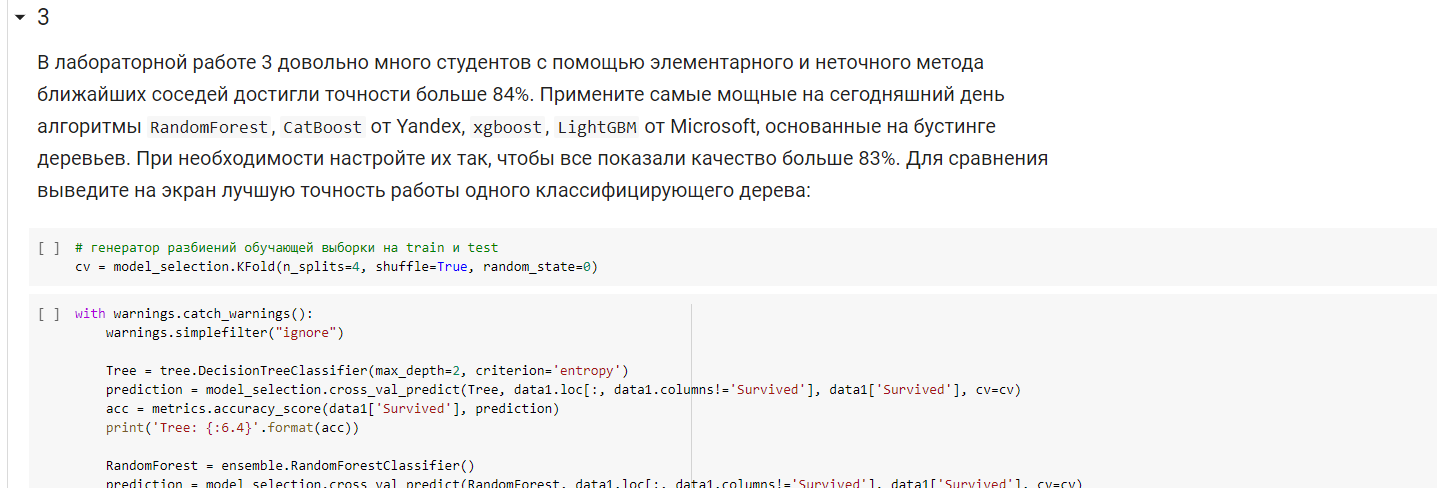 3
В лабораторной работе 3 довольно много студентов с помощью элементарного и неточного метода
ближайших соседей достигли точности больше 84%. Примените самые мощные на сегодняшний день
алгоритмы RandomForest, CatBoost от Yandex, xgboost, LightGBM от Microsoft, основанные на бустинге
деревьев. При необходимости настройте их так, чтобы все показали качество больше 83%. Для сравнения
выведите на экран лучшую точность работы одного классифицирующего дерева:
[ ] # генератор разбиений обучающей выборки на train и test
cv = model_selection.KFold(n_splits=4, shuffle=True, random_state=0)
[ ] with warnings.catch_warnings():
warnings.simplefilter("ignore")
Tree = tree.DecisionTreeClassifier(max_depth=2, criterion='entropy')
prediction = model_selection.cross_val_predict(Tree, data1.loc[:, data1.columns!='Survived'], data1['Survived'], cv=cv)
acc = metrics.accuracy_score(data1['Survived'], prediction)
print('Tree: {:6.4}'.format(acc))
RandomForest = ensemble.RandomForestClassifier()
prediction = model_selection.cross_val_predict(RandomForest, data1.loc[:, data1.columns!='Survived'], data1['Survived'], cv=cv)